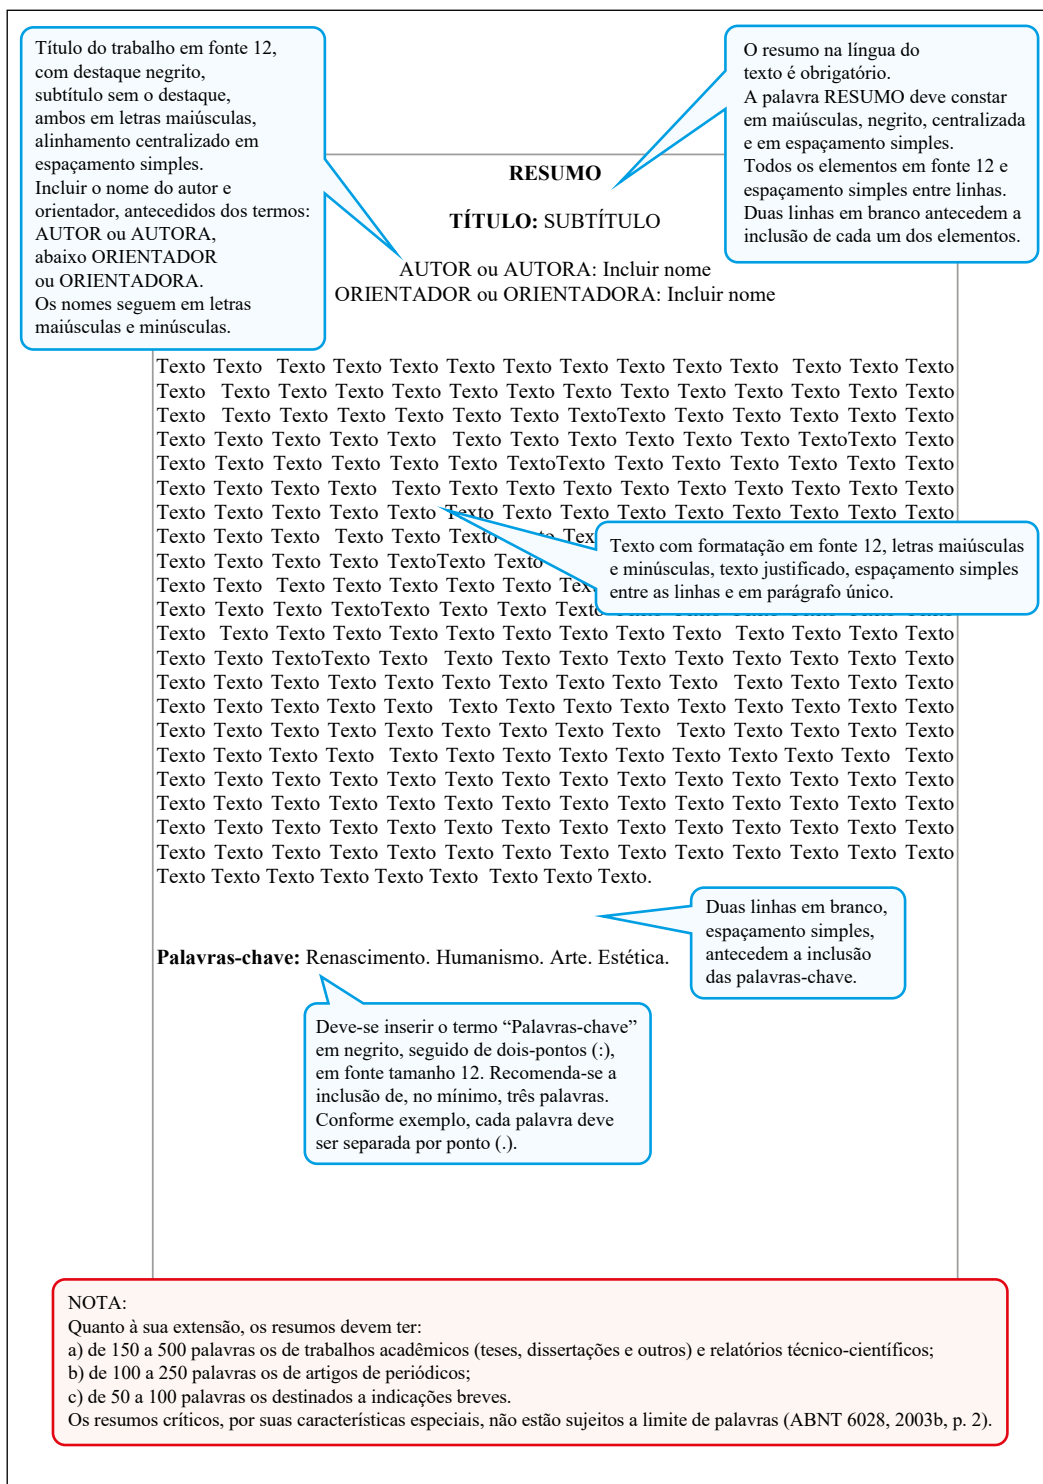 Título do trabalho em fonte 12,
com destaque negrito,
subtítulo sem o destaque,
ambos em letras maiúsculas,
alinhamento centralizado em
espaçamento simples.
Incluir o nome do autor e
orientador, antecedidos dos termos:
AUTOR ou AUTORA,
abaixo ORIENTADOR
ou ORIENTADORA.
Os nomes seguem em letras
maiúsculas e minúsculas.
O resumo na língua do
texto é obrigatório.
A palavra RESUMO deve constar
em maiúsculas, negrito, centralizada
e em espaçamento simples.
Todos os elementos em fonte 12 e
espaçamento simples entre linhas.
Duas linhas em branco antecedem a
inclusão de cada um dos elementos.
RESUMO
TÍTULO: SUBTÍTULO
AUTOR ou AUTORA: Incluir nome
ORIENTADOR ou ORIENTADORA: Incluir nome
Texto Texto Texto Texto Texto Texto Texto Texto Texto Texto Texto Texto Texto Texto
Texto Texto Texto Texto Texto Texto Texto Texto Texto Texto Texto Texto Texto Texto
Texto Texto Texto Texto Texto Texto Texto TextoTexto Texto Texto Texto Texto Texto
Texto Texto Texto Texto Texto Texto Texto Texto Texto Texto Texto TextoTexto Texto
Texto Texto Texto Texto Texto Texto TextoTexto Texto Texto Texto Texto Texto Texto
Texto Texto Texto Texto Texto Texto Texto Texto Texto Texto Texto Texto Texto Texto
Texto Texto Texto Texto Texto Texto Texto Texto Texto Texto Texto Texto Texto Texto
Texto Texto Texto Texto Texto Texto Texto
Texto Texto Texto Texto TextoTexto Texto
Texto Texto Texto Texto Texto Texto Texto
Texto Texto Texto TextoTexto Texto Texto Texto
Texto Texto Texto Texto Texto Texto Texto Texto Texto Texto Texto Texto Texto Texto
Texto Texto TextoTexto Texto Texto Texto Texto Texto Texto Texto Texto Texto Texto
Texto Texto Texto Texto Texto Texto Texto Texto Texto Texto Texto Texto Texto Texto
Texto Texto Texto Texto Texto Texto Texto Texto Texto Texto Texto Texto Texto Texto
Texto Texto Texto Texto Texto Texto Texto Texto Texto Texto Texto Texto Texto Texto
Texto Texto Texto Texto Texto Texto Texto Texto Texto Texto Texto Texto Texto Texto
Texto Texto Texto Texto Texto Texto Texto Texto Texto Texto Texto Texto Texto Texto
Texto Texto Texto Texto Texto Texto Texto Texto Texto Texto Texto Texto Texto Texto
Texto Texto Texto Texto Texto Texto Texto Texto Texto Texto Texto Texto Texto Texto
Texto Texto Texto Texto Texto Texto Texto Texto Texto Texto Texto Texto Texto Texto
Texto Texto Texto Texto Texto Texto Texto Texto Texto.
Texto com formatação em fonte 12, letras maiúsculas
e minúsculas, texto justificado, espaçamento simples
entre as linhas e em parágrafo único.
Duas linhas em branco,
espaçamento simples,
antecedem a inclusão
das palavras-chave.
Palavras-chave: Renascimento. Humanismo. Arte. Estética.
Deve-se inserir o termo “Palavras-chave”
em negrito, seguido de dois-pontos (:),
em fonte tamanho 12. Recomenda-se a
inclusão de, no mínimo, três palavras.
Conforme exemplo, cada palavra deve
ser separada por ponto (.).
NOTA:
Quanto à sua extensão, os resumos devem ter:
a) de 150 a 500 palavras os de trabalhos acadêmicos (teses, dissertações e outros) e relatórios técnico-científicos;
b) de 100 a 250 palavras os de artigos de periódicos;
c) de 50 a 100 palavras os destinados a indicações breves.
Os resumos críticos, por suas características especiais, não estão sujeitos a limite de palavras (ABNT 6028, 2003b, p. 2).